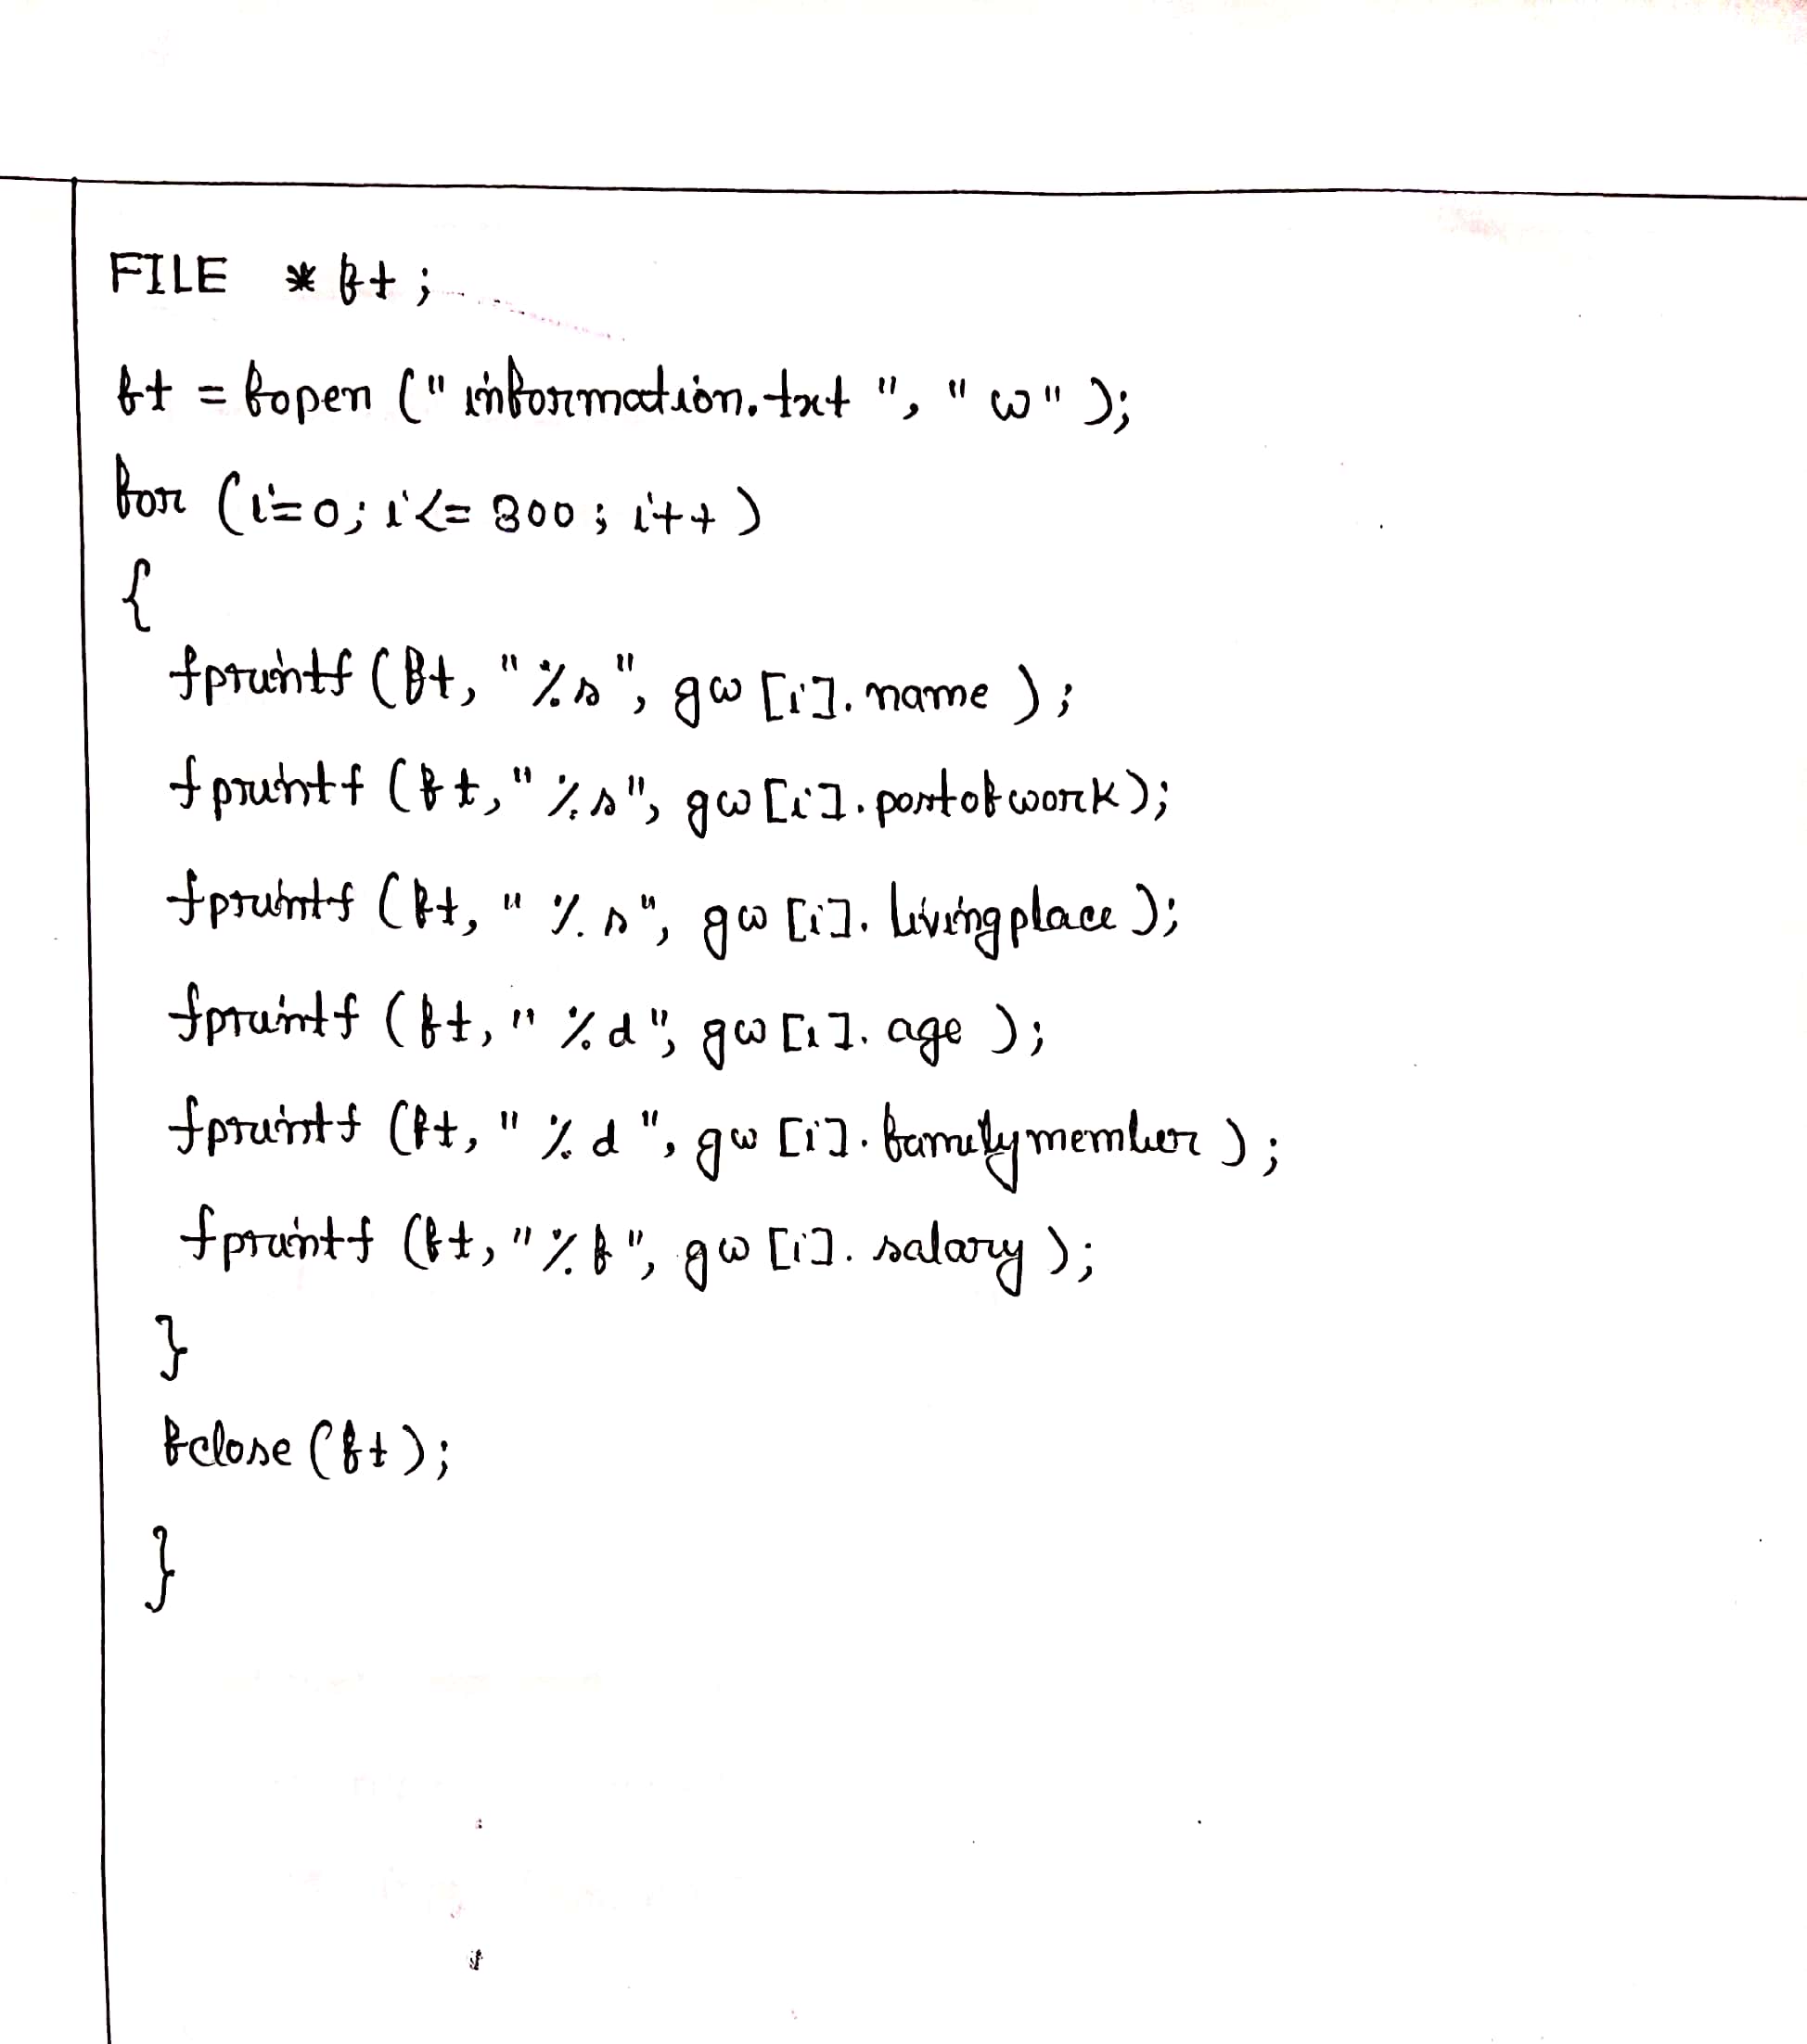 FILE * ft;
ft = fopen ("information.txt", "w");
for (i=0; i<= 300; i++)
{
fprintf (ft, "%s", gw [i]. name );
fprintf (ft, "%s", gw [i]. postofwork);
fprintf (ft, "%s", gw [i]. livingplace );
fprintf (ft, "%d", gw [i]. age );
fprintf (ft, "%d", gw [i]. familymember );
fprintf (ft, "%f", gw [i]. salary );
}
fclose (ft);
}